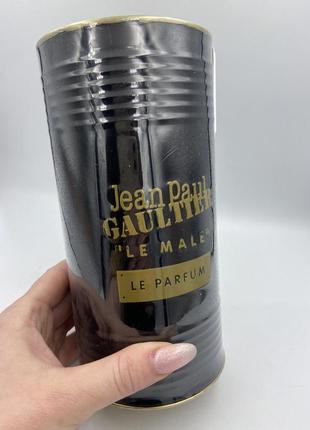 Jean Paul
GAULTIER
"LE MALE"
LE PARFUM